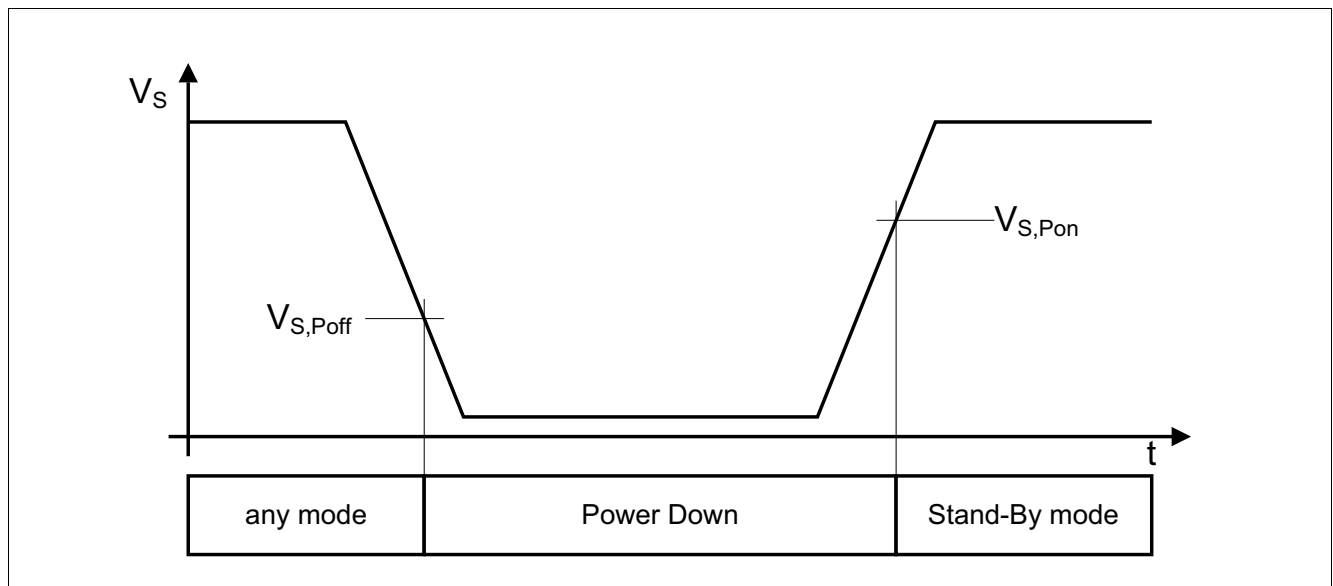 VS
VS,Pon
VS,Poff
t
any mode
Power Down
Stand-By mode